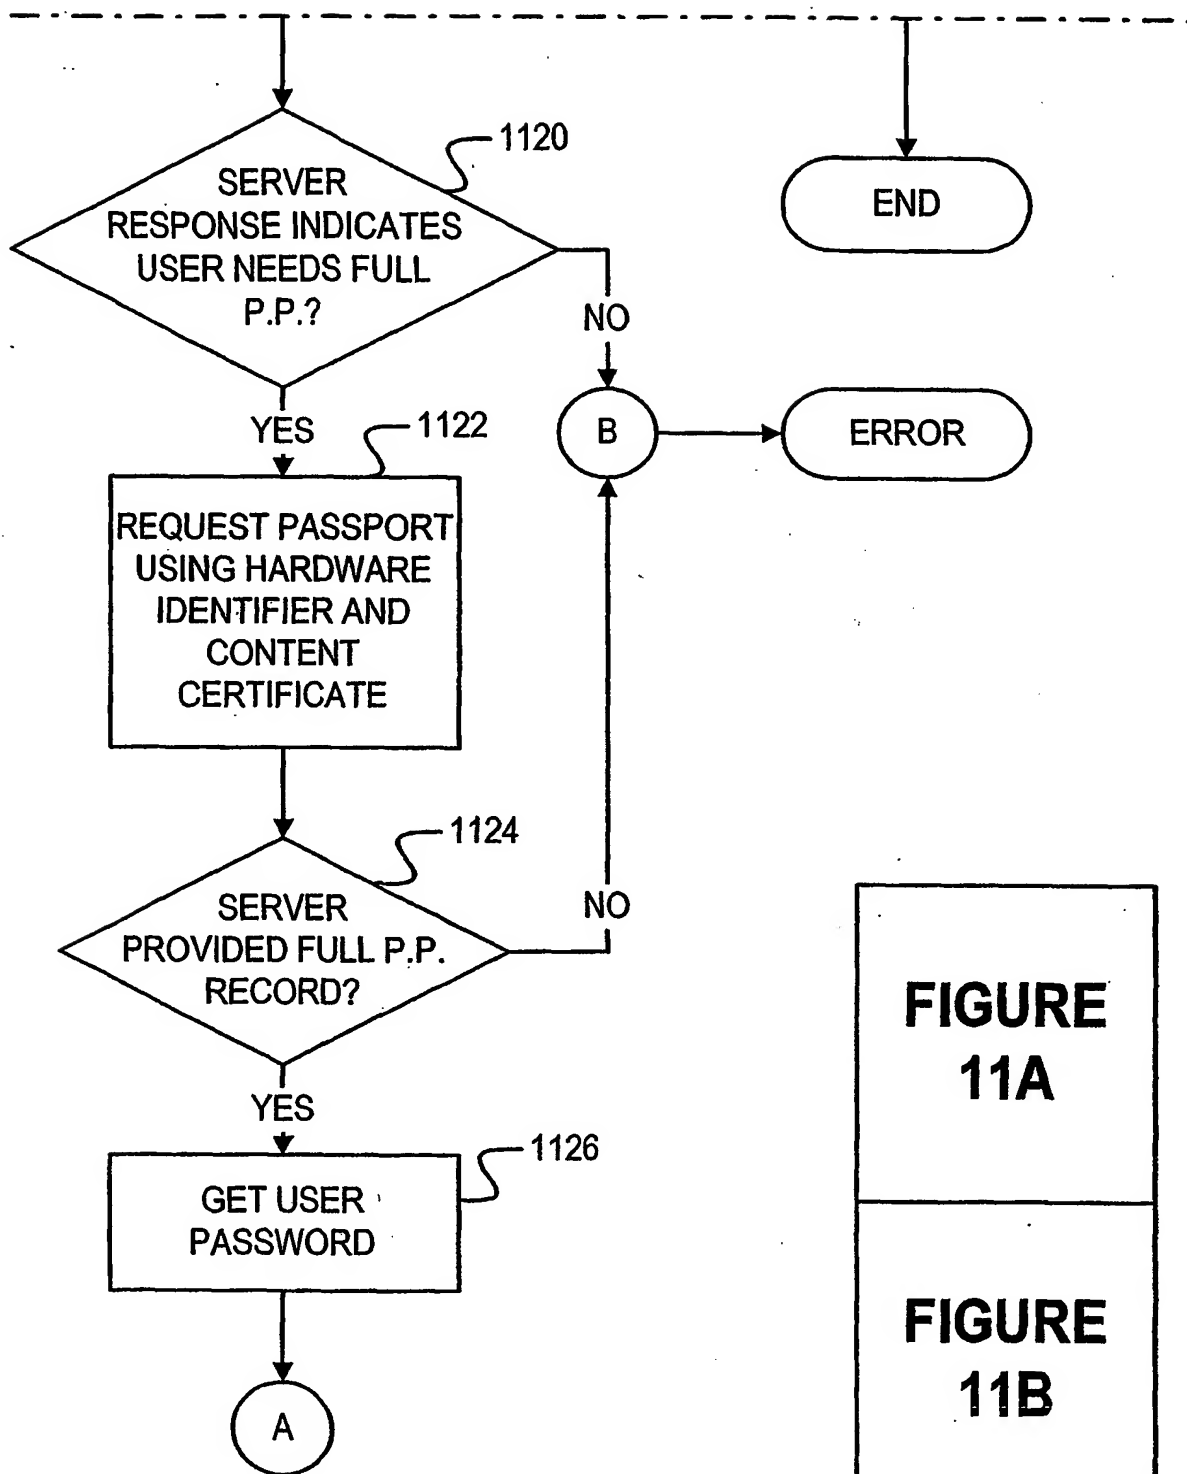 1120
SERVER
RESPONSE INDICATES
USER NEEDS FULL
P.P.?
END
NO
YES
1122
B
ERROR
REQUEST PASSPORT
USING HARDWARE
IDENTIFIER AND
CONTENT
CERTIFICATE
1124
SERVER
PROVIDED FULL P.P.
RECORD?
NO
YES
1126
GET USER
PASSWORD
A
FIGURE
11A
FIGURE
11B